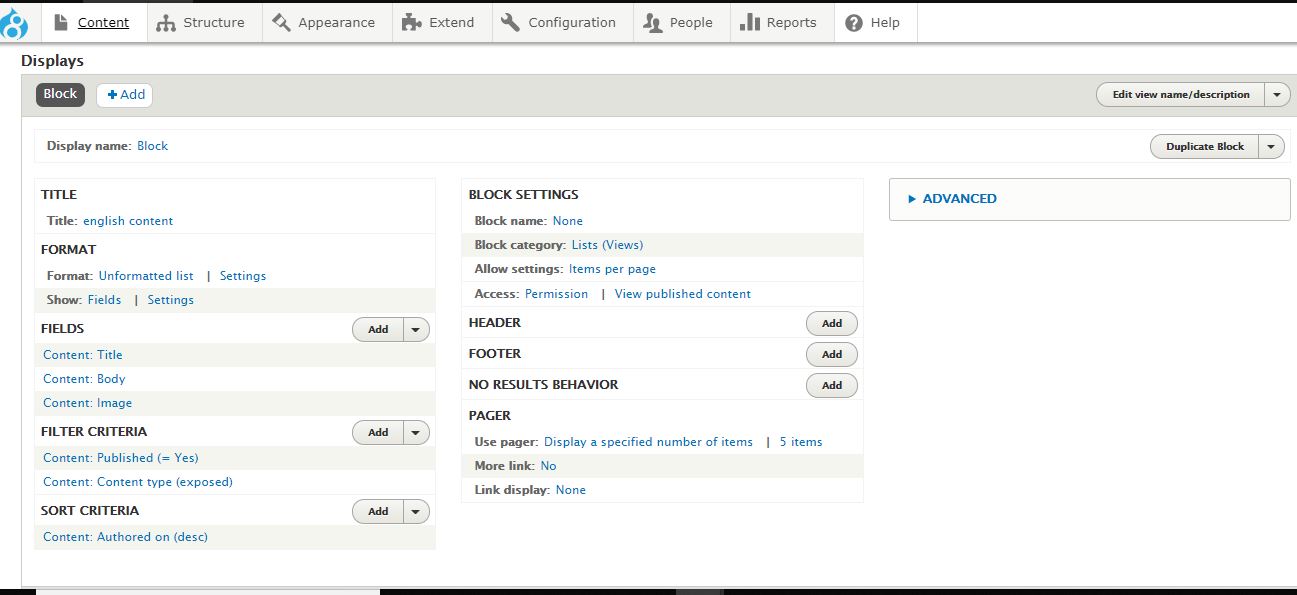 Content Structure Appearance Extend Configuration People Reports Help
Displays
Block Add Edit view name/description
Display name: Block Duplicate Block
TITLE
Title: english content
FORMAT
Format: Unformatted list | Settings
Show: Fields | Settings
FIELDS Add
Content: Title
Content: Body
Content: Image
FILTER CRITERIA Add
Content: Published (= Yes)
Content: Content type (exposed)
SORT CRITERIA Add
Content: Authored on (desc)
BLOCK SETTINGS
Block name: None
Block category: Lists (Views)
Allow settings: Items per page
Access: Permission | View published content
HEADER Add
FOOTER Add
NO RESULTS BEHAVIOR Add
PAGER
Use pager: Display a specified number of items | 5 items
More link: No
Link display: None
ADVANCED